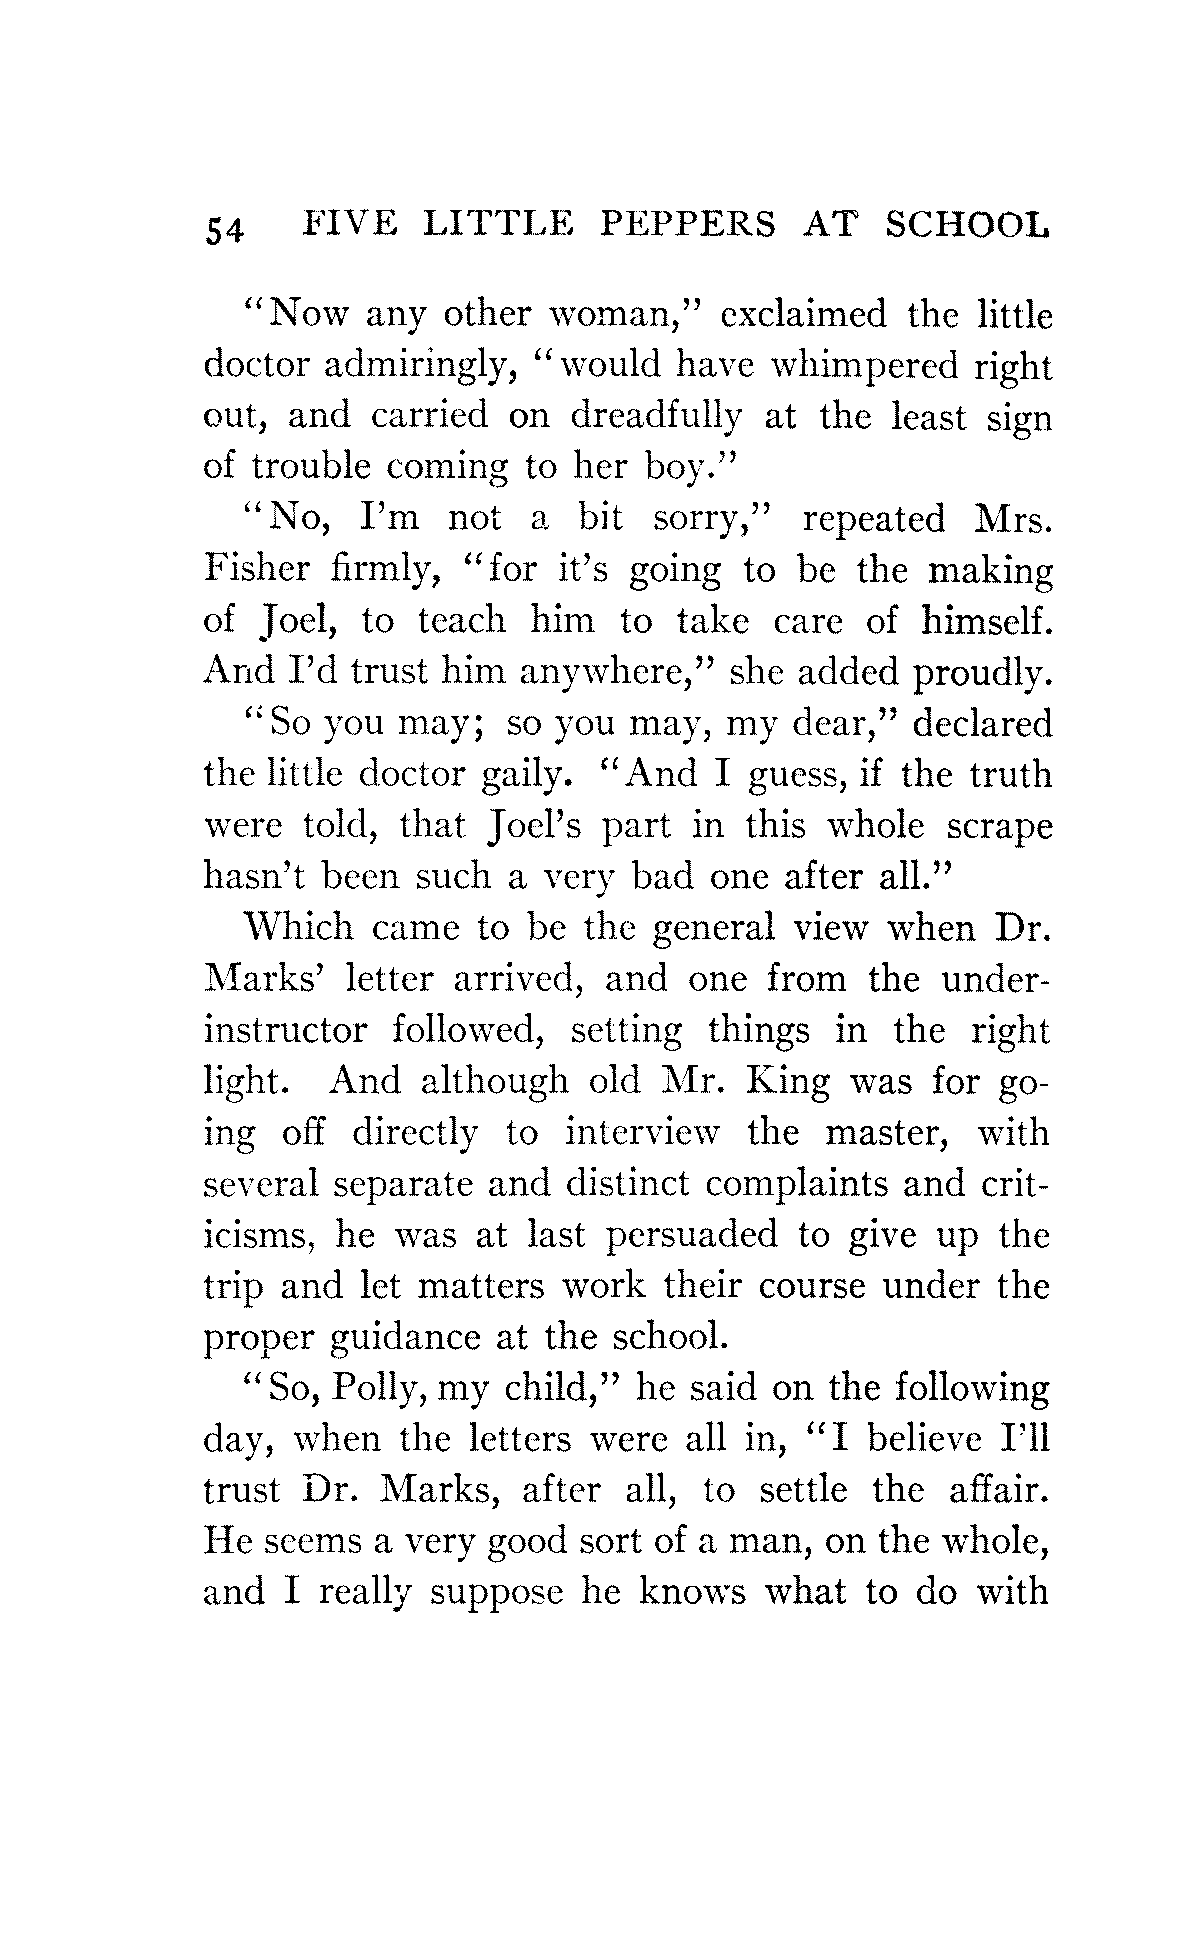 54 FIVE LITTLE PEPPERS AT SCHOOL
"Now any other woman," exclaimed the little
doctor admiringly, "would have whimpered right
out, and carried on dreadfully at the least sign
of trouble coming to her boy."
"No, I'm not a bit sorry," repeated Mrs.
Fisher firmly, "for it's going to be the making
of Joel, to teach him to take care of himself.
And I'd trust him anywhere," she added proudly.
"So you may; so you may, my dear," declared
the little doctor gaily. "And I guess, if the truth
were told, that Joel's part in this whole scrape
hasn't been such a very bad one after all."
Which came to be the general view when Dr.
Marks' letter arrived, and one from the under-
instructor followed, setting things in the right
light. And although old Mr. King was for go-
ing off directly to interview the master, with
several separate and distinct complaints and crit-
icisms, he was at last persuaded to give up the
trip and let matters work their course under the
proper guidance at the school.
"So, Polly, my child," he said on the following
day, when the letters were all in, "I believe I'll
trust Dr. Marks, after all, to settle the affair.
He seems a very good sort of a man, on the whole,
and I really suppose he knows what to do with